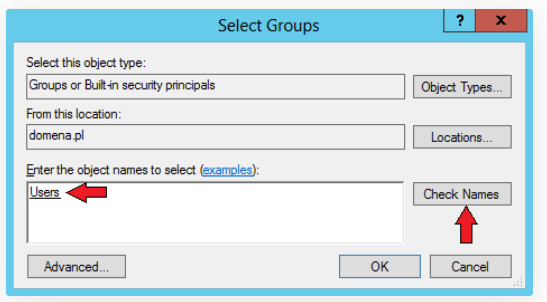 Select Groups
? x
Select this object type:
Groups or Built-in security principals
Object Types...
From this location:
domena.pl
Locations...
Enter the object names to select (examples):
Users
Check Names
Advanced...
OK
Cancel